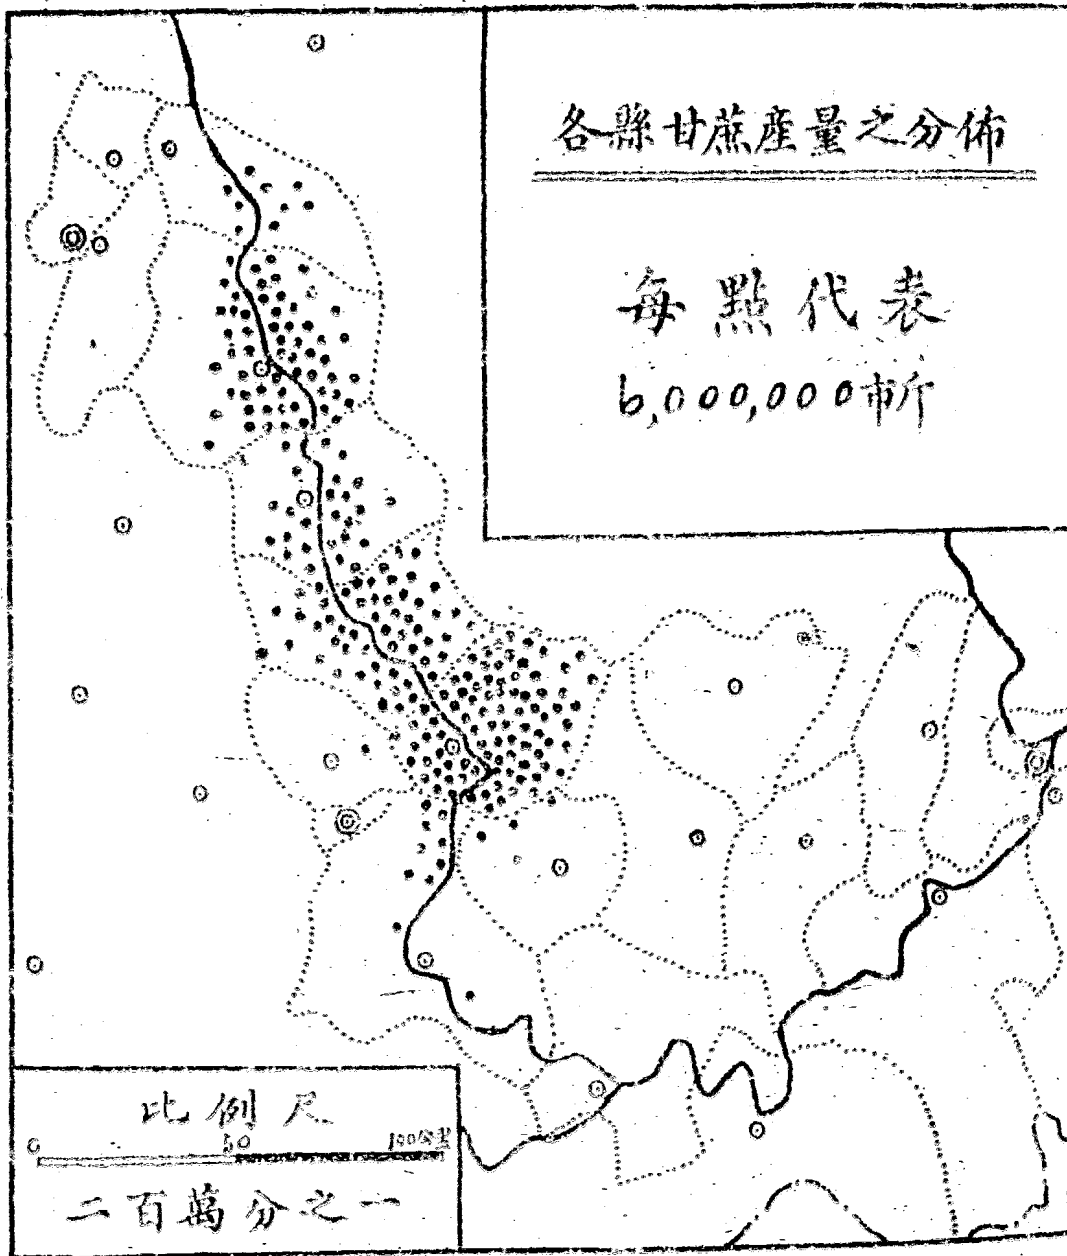 各縣甘蔗產量之分佈
每點代表
6,000,000市斤
比例尺
0 50 100公里
二百萬分之一